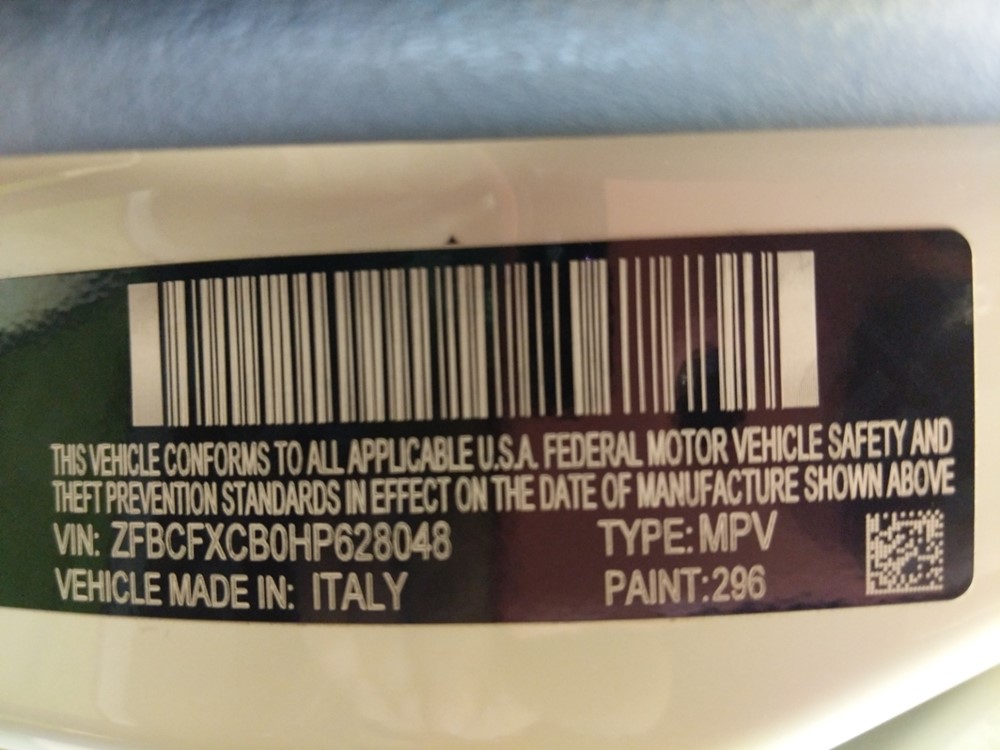 THIS VEHICLE CONFORMS TO ALL APPLICABLE U.S.A. FEDERAL MOTOR VEHICLE SAFETY AND
THEFT PREVENTION STANDARDS IN EFFECT ON THE DATE OF MANUFACTURE SHOWN ABOVE
VIN: ZFBCFXCB0HP628048 TYPE: MPV
VEHICLE MADE IN: ITALY PAINT:296